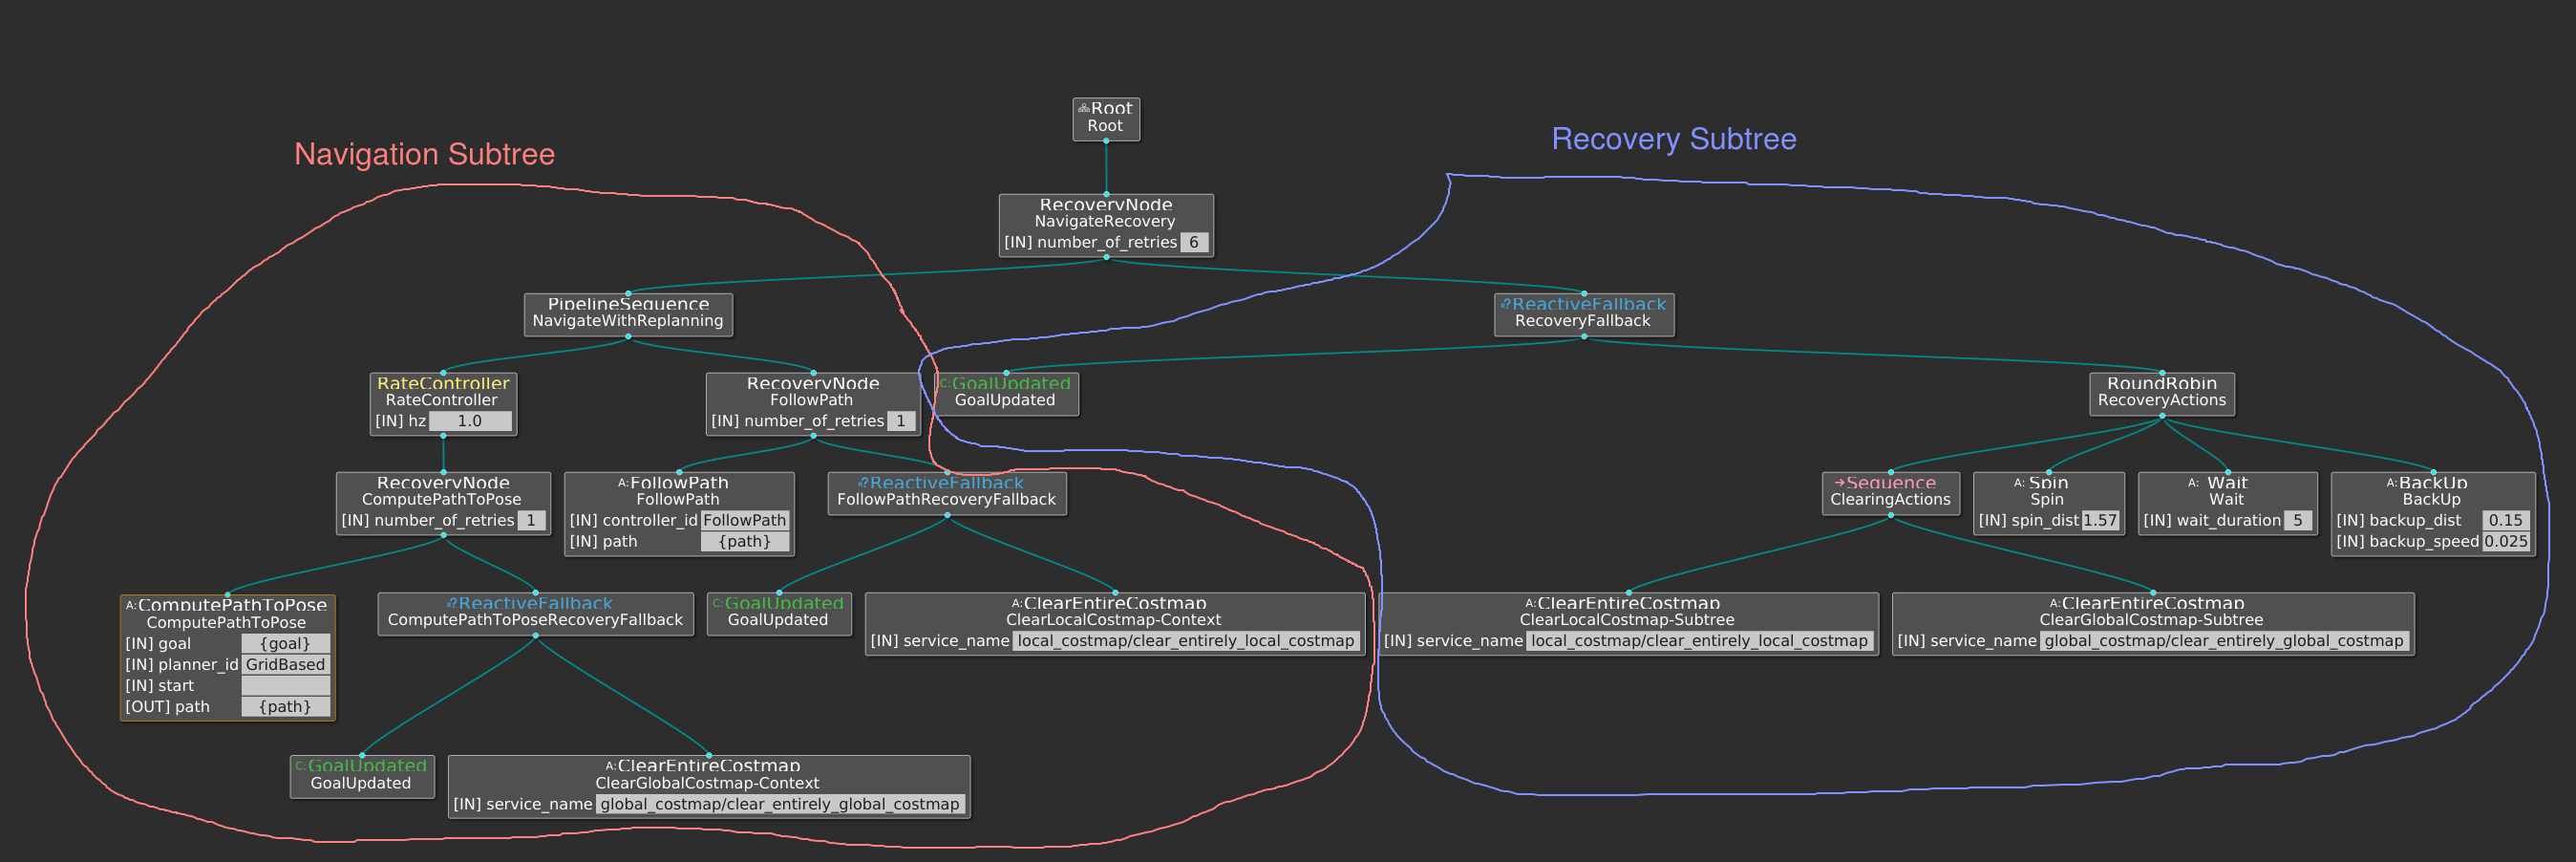 Navigation Subtree
Recovery Subtree
Root
Root
RecoveryNode
NavigateRecovery
[IN] number_of_retries 6
PipelineSequence
NavigateWithReplanning
ReactiveFallback
RecoveryFallback
RateController
RateController
[IN] hz 1.0
RecoveryNode
FollowPath
[IN] number_of_retries 1
C:GoalUpdated
GoalUpdated
RoundRobin
RecoveryActions
RecoveryNode
ComputePathToPose
[IN] number_of_retries 1
A:FollowPath
FollowPath
[IN] controller_id FollowPath
[IN] path {path}
ReactiveFallback
FollowPathRecoveryFallback
Sequence
ClearingActions
A: Spin
Spin
[IN] spin_dist 1.57
A: Wait
Wait
[IN] wait_duration 5
A:BackUp
BackUp
[IN] backup_dist 0.15
[IN] backup_speed 0.025
A:ComputePathToPose
ComputePathToPose
[IN] goal {goal}
[IN] planner_id GridBased
[IN] start
[OUT] path {path}
ReactiveFallback
ComputePathToPoseRecoveryFallback
C:GoalUpdated
GoalUpdated
A:ClearEntireCostmap
ClearLocalCostmap-Context
[IN] service_name local_costmap/clear_entirely_local_costmap
A:ClearEntireCostmap
ClearLocalCostmap-Subtree
[IN] service_name local_costmap/clear_entirely_local_costmap
A:ClearEntireCostmap
ClearGlobalCostmap-Subtree
[IN] service_name global_costmap/clear_entirely_global_costmap
C:GoalUpdated
GoalUpdated
A:ClearEntireCostmap
ClearGlobalCostmap-Context
[IN] service_name global_costmap/clear_entirely_global_costmap